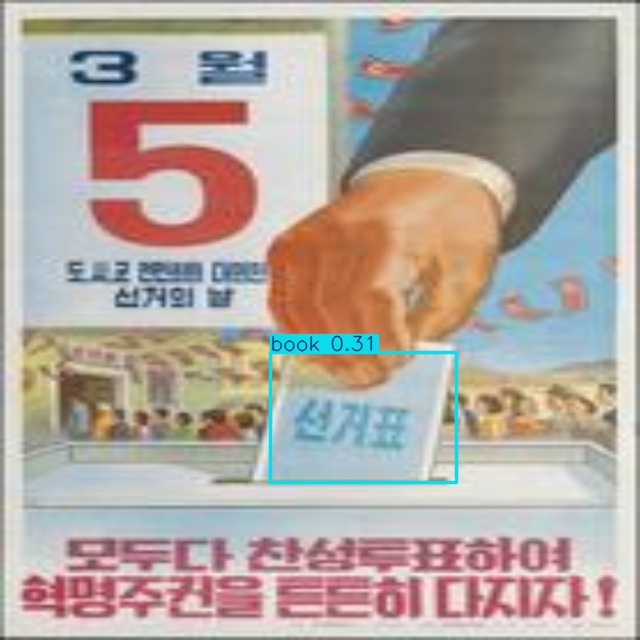 3월
5
도.시.군 인민회의 대의원
선거의 날
book 0.31
선거표
모두다 찬성투표하여
혁명주권을 튼튼히 다지자!